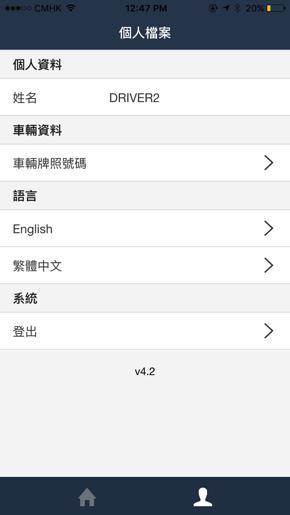 CMHK 12:47 PM 20%
個人檔案
個人資料
姓名 DRIVER2
車輛資料
車輛牌照號碼
語言
English
繁體中文
系統
登出
v4.2